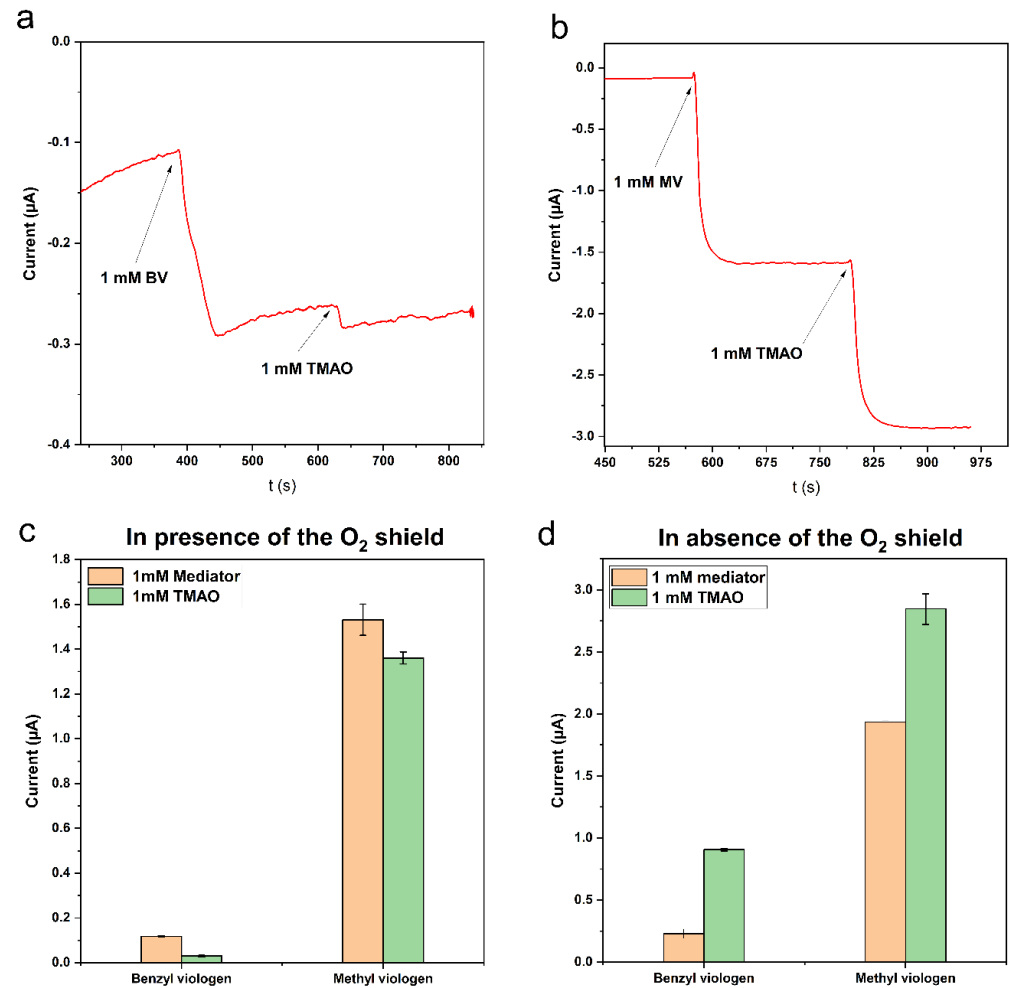 a
0.0
-0.1
-0.2
-0.3
-0.4
Current (µA)
1 mM BV
1 mM TMAO
300 400 500 600 700 800
t (s)
b
0.0
-0.5
-1.0
-1.5
-2.0
-2.5
-3.0
Current (µA)
1 mM MV
1 mM TMAO
450 525 600 675 750 825 900 975
t (s)
c
In presence of the O₂ shield
1mM Mediator
1mM TMAO
1.8
1.6
1.4
1.2
1.0
0.8
0.6
0.4
0.2
0.0
Current (µA)
Benzyl viologen Methyl viologen
d
In absence of the O₂ shield
1 mM mediator
1 mM TMAO
3.0
2.5
2.0
1.5
1.0
0.5
0.0
Current (µA)
Benzyl viologen Methyl viologen